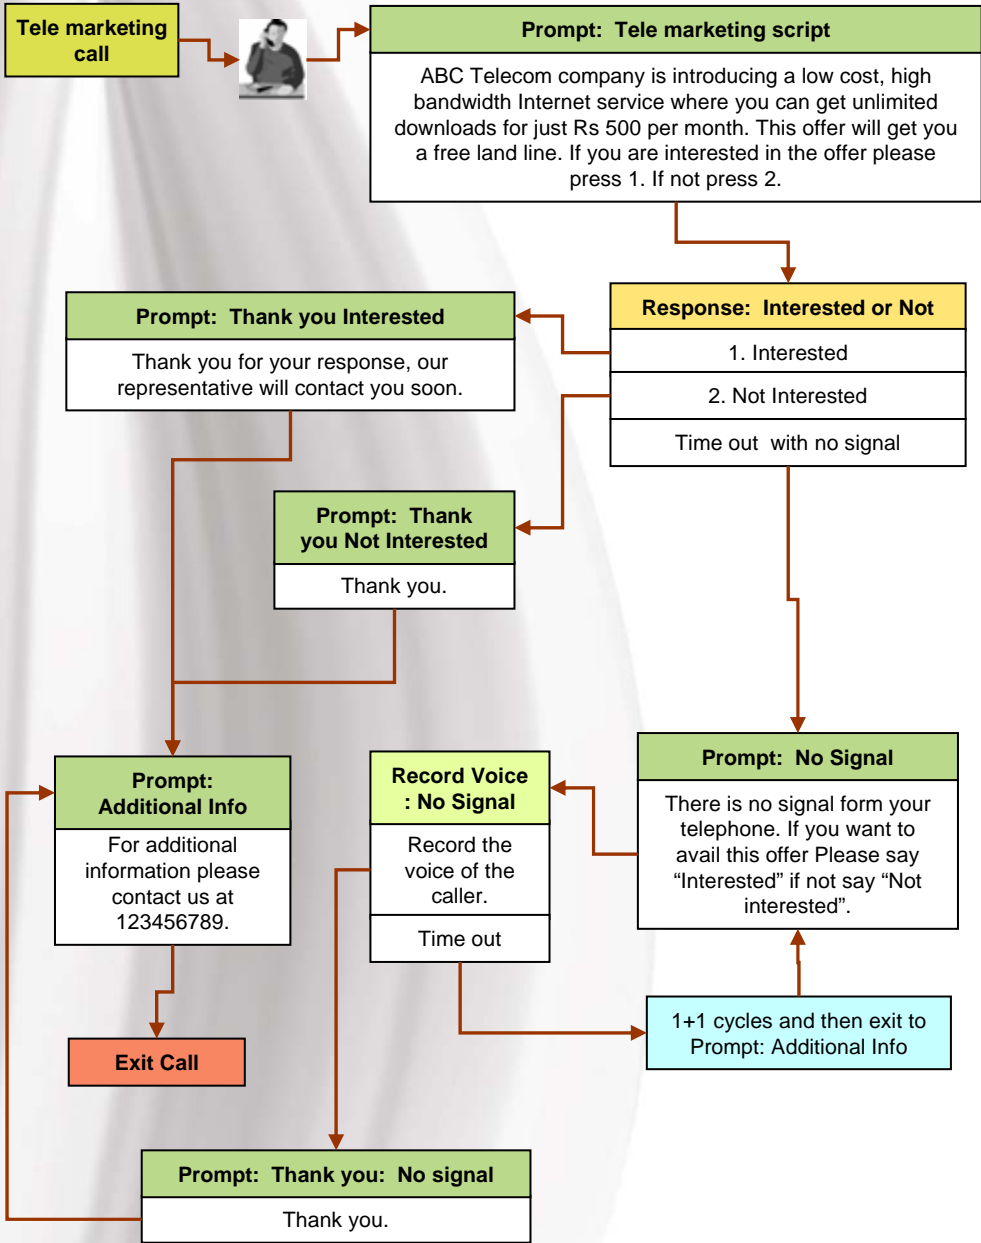 Tele marketing
call
Prompt:  Tele marketing script
ABC Telecom company is introducing a low cost, high
bandwidth Internet service where you can get unlimited
downloads for just Rs 500 per month. This offer will get you
a free land line. If you are interested in the offer please
press 1. If not press 2.
Response:  Interested or Not
1. Interested
2. Not Interested
Time out  with no signal
Prompt:  Thank you Interested
Thank you for your response, our
representative will contact you soon.
Prompt:  Thank
you Not Interested
Thank you.
Prompt:  No Signal
There is no signal form your
telephone. If you want to
avail this offer Please say
“Interested” if not say “Not
interested”.
Record Voice
: No Signal
Record the
voice of the
caller.
Time out
Prompt:
Additional Info
For additional
information please
contact us at
123456789.
1+1 cycles and then exit to
Prompt: Additional Info
Exit Call
Prompt:  Thank you:  No signal
Thank you.